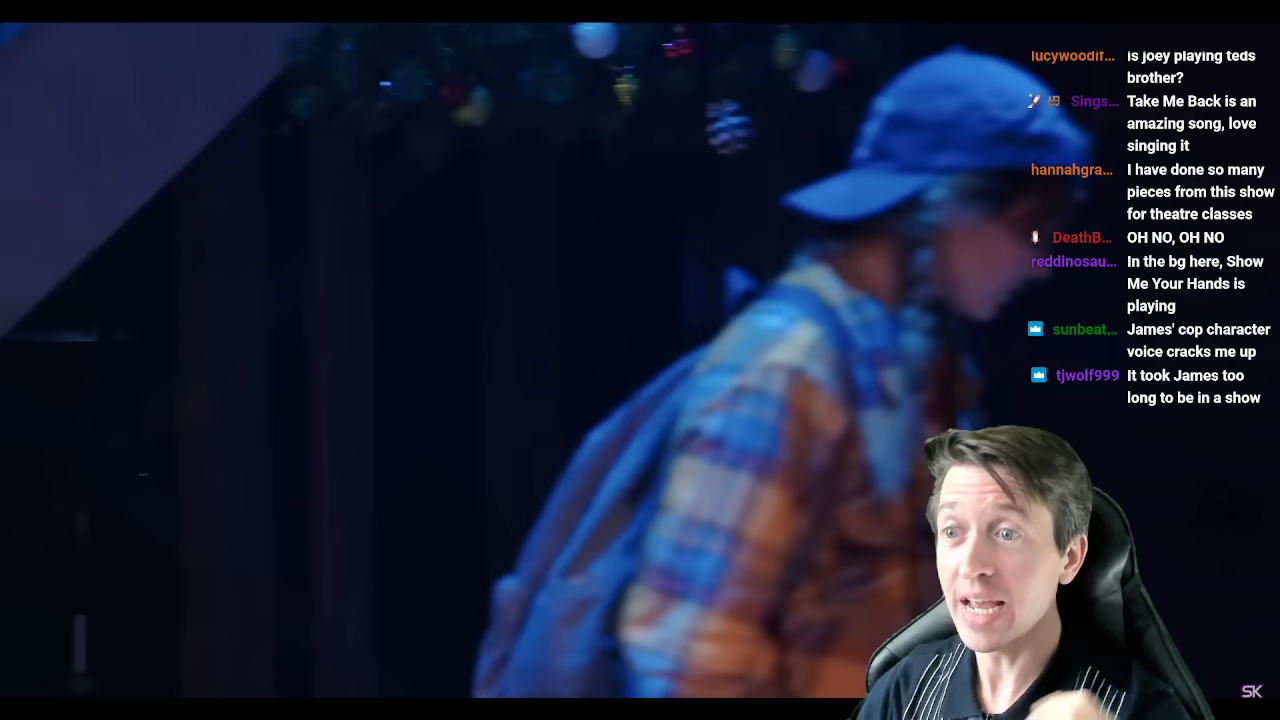 lucywoodif... Is joey playing teds
brother?
Sings... Take Me Back is an
amazing song, love
singing it
hannahgra... I have done so many
pieces from this show
for theatre classes
DeathB... OH NO, OH NO
reddinosau... In the bg here, Show
Me Your Hands is
playing
sunbeat... James' cop character
voice cracks me up
tjwolf999 It took James too
long to be in a show
SK